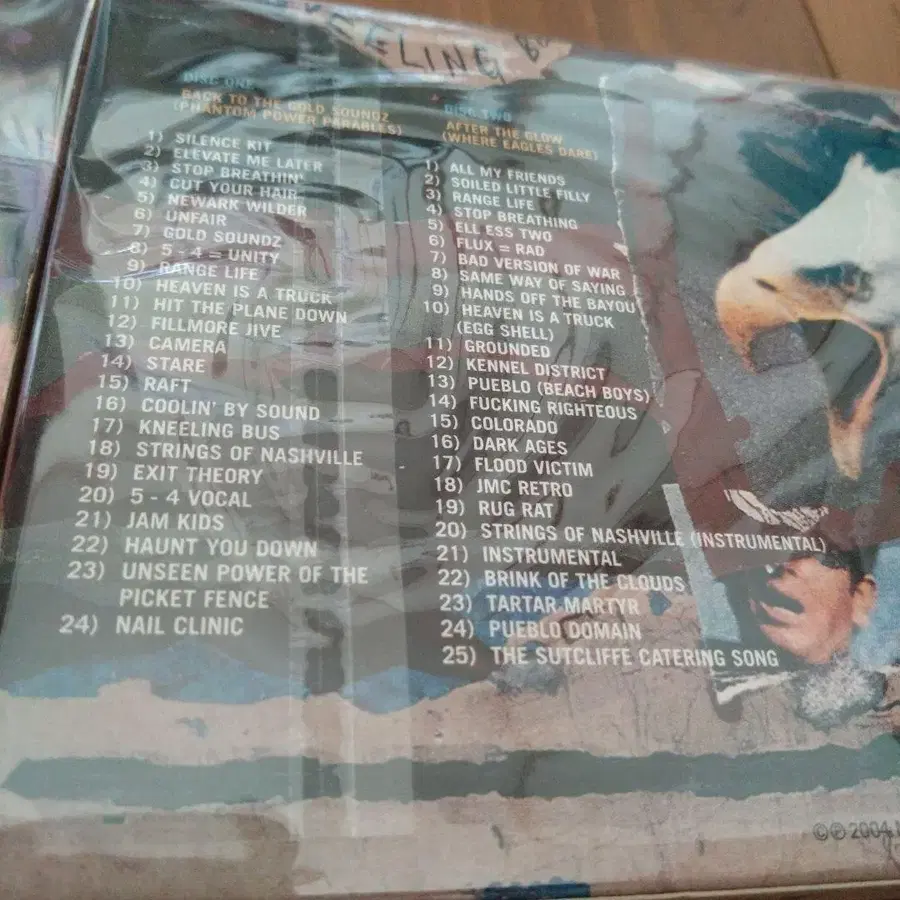 ELING
DISC ONE
BACK TO THE GOLD SOUNDZ
(PHANTOM POWER PARABLES)
1) SILENCE KIT
2) ELEVATE ME LATER
3) STOP BREATHIN'
4) CUT YOUR HAIR
5) NEWARK WILDER
6) UNFAIR
7) GOLD SOUNDZ
8) 5 - 4 = UNITY
9) RANGE LIFE
10) HEAVEN IS A TRUCK
11) HIT THE PLANE DOWN
12) FILLMORE JIVE
13) CAMERA
14) STARE
15) RAFT
16) COOLIN' BY SOUND
17) KNEELING BUS
18) STRINGS OF NASHVILLE
19) EXIT THEORY
20) 5 - 4 VOCAL
21) JAM KIDS
22) HAUNT YOU DOWN
23) UNSEEN POWER OF THE
PICKET FENCE
24) NAIL CLINIC
DISC TWO
AFTER THE GLOW
(WHERE EAGLES DARE)
1) ALL MY FRIENDS
2) SOILED LITTLE FILLY
3) RANGE LIFE
4) STOP BREATHING
5) ELL ESS TWO
6) FLUX = RAD
7) BAD VERSION OF WAR
8) SAME WAY OF SAYING
9) HANDS OFF THE BAYOU
10) HEAVEN IS A TRUCK
(EGG SHELL)
11) GROUNDED
12) KENNEL DISTRICT
13) PUEBLO (BEACH BOYS)
14) FUCKING RIGHTEOUS
15) COLORADO
16) DARK AGES
17) FLOOD VICTIM
18) JMC RETRO
19) RUG RAT
20) STRINGS OF NASHVILLE (INSTRUMENTAL)
21) INSTRUMENTAL
22) BRINK OF THE CLOUDS
23) TARTAR MARTYR
24) PUEBLO DOMAIN
25) THE SUTCLIFFE CATERING SONG
©℗ 2004